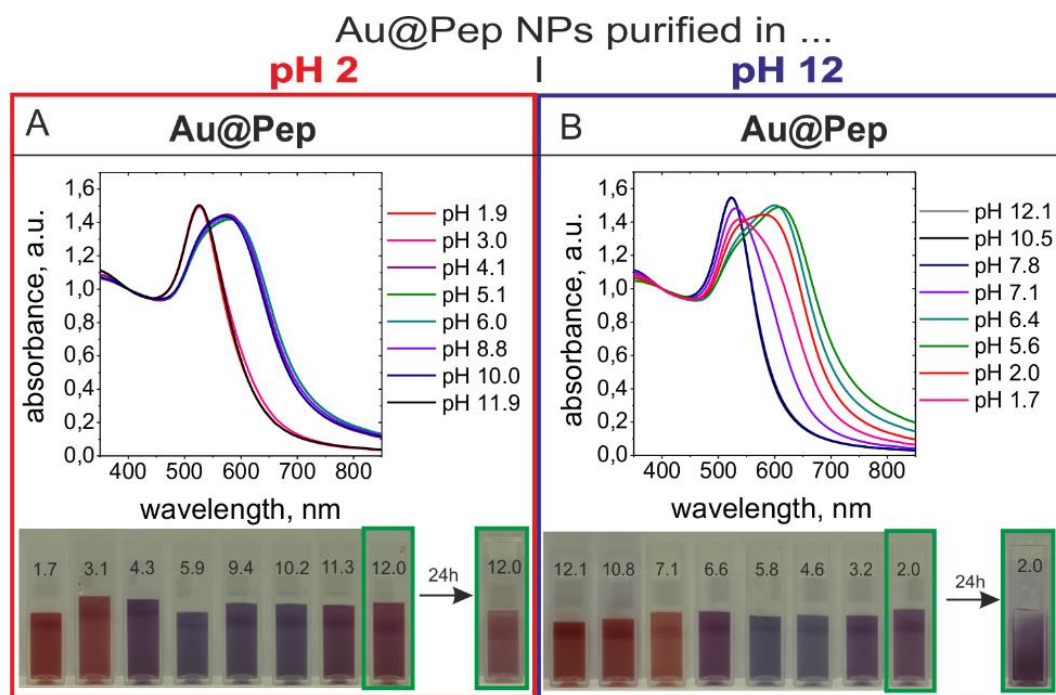 Au@Pep NPs purified in ...
pH 2
pH 12
A
Au@Pep
1,6
1,4
1,2
1,0
0,8
0,6
0,4
0,2
0,0
absorbance, a.u.
400 500 600 700 800
wavelength, nm
pH 1.9
pH 3.0
pH 4.1
pH 5.1
pH 6.0
pH 8.8
pH 10.0
pH 11.9
1.7 3.1 4.3 5.9 9.4 10.2 11.3 12.0
24h
12.0
B
Au@Pep
1,6
1,4
1,2
1,0
0,8
0,6
0,4
0,2
0,0
absorbance, a.u.
400 500 600 700 800
wavelength, nm
pH 12.1
pH 10.5
pH 7.8
pH 7.1
pH 6.4
pH 5.6
pH 2.0
pH 1.7
12.1 10.8 7.1 6.6 5.8 4.6 3.2 2.0
24h
2.0